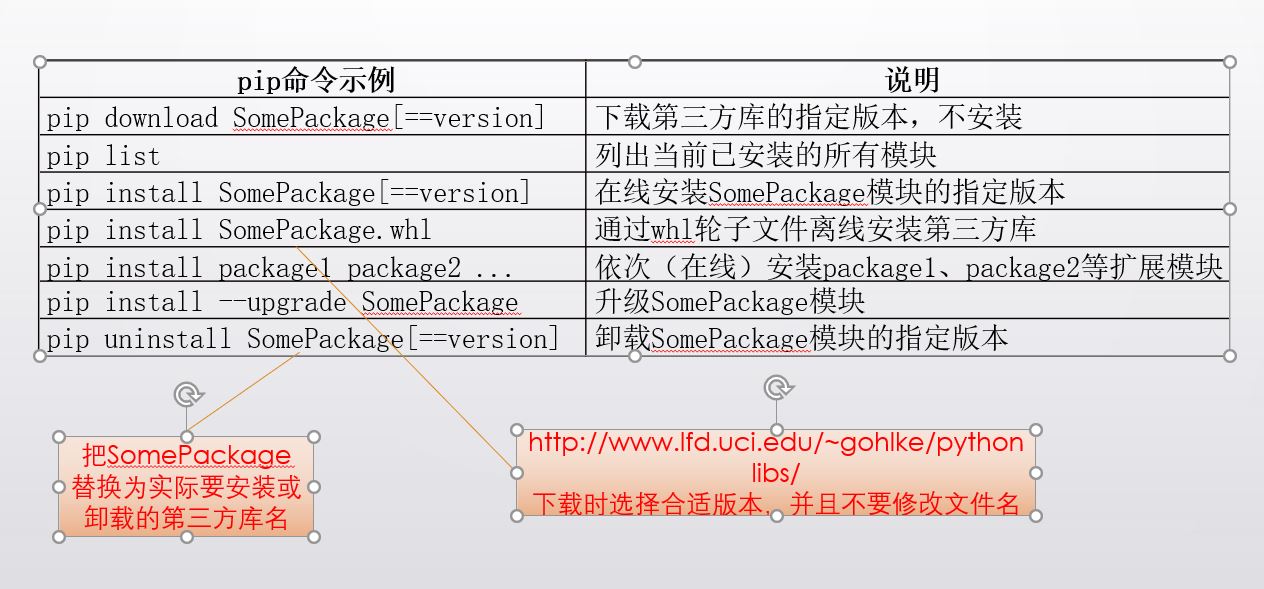 pip命令示例 说明
pip download SomePackage[==version] 下载第三方库的指定版本，不安装
pip list 列出当前已安装的所有模块
pip install SomePackage[==version] 在线安装SomePackage模块的指定版本
pip install SomePackage.whl 通过whl轮子文件离线安装第三方库
pip install package1 package2 ... 依次（在线）安装package1、package2等扩展模块
pip install --upgrade SomePackage 升级SomePackage模块
pip uninstall SomePackage[==version] 卸载SomePackage模块的指定版本
把SomePackage
替换为实际要安装或
卸载的第三方库名
http://www.lfd.uci.edu/~gohlke/python
libs/
下载时选择合适版本，并且不要修改文件名